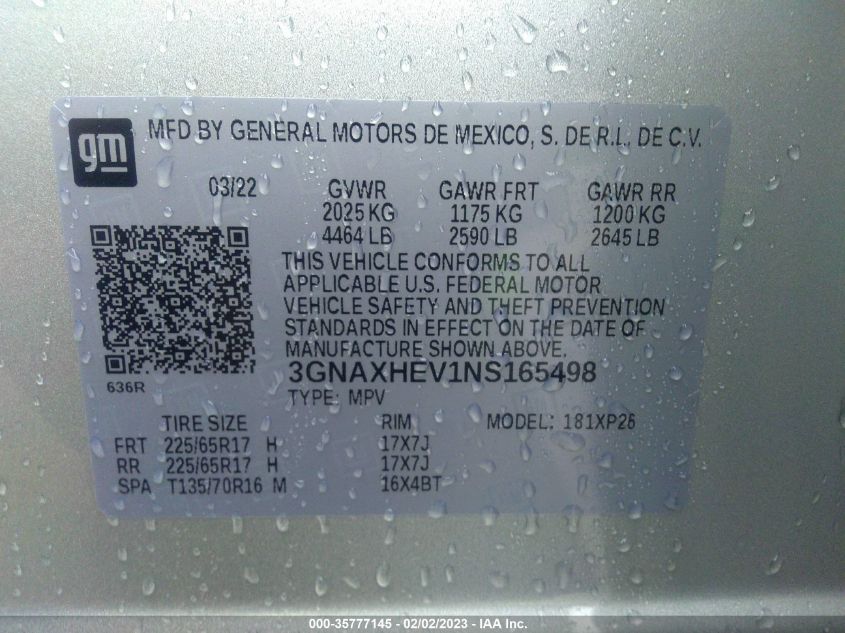 gm
MFD BY GENERAL MOTORS DE MEXICO, S. DE R.L. DE C.V.
03/22 GVWR GAWR FRT GAWR RR
2025 KG 1175 KG 1200 KG
4464 LB 2590 LB 2645 LB
THIS VEHICLE CONFORMS TO ALL
APPLICABLE U.S. FEDERAL MOTOR
VEHICLE SAFETY AND THEFT PREVENTION
STANDARDS IN EFFECT ON THE DATE OF
MANUFACTURE SHOWN ABOVE.
636R
3GNAXHEV1NS165498
TYPE: MPV
TIRE SIZE RIM MODEL: 181XP26
FRT 225/65R17 H 17X7J
RR 225/65R17 H 17X7J
SPA T135/70R16 M 16X4BT
000-35777145 - 02/02/2023 - IAA Inc.